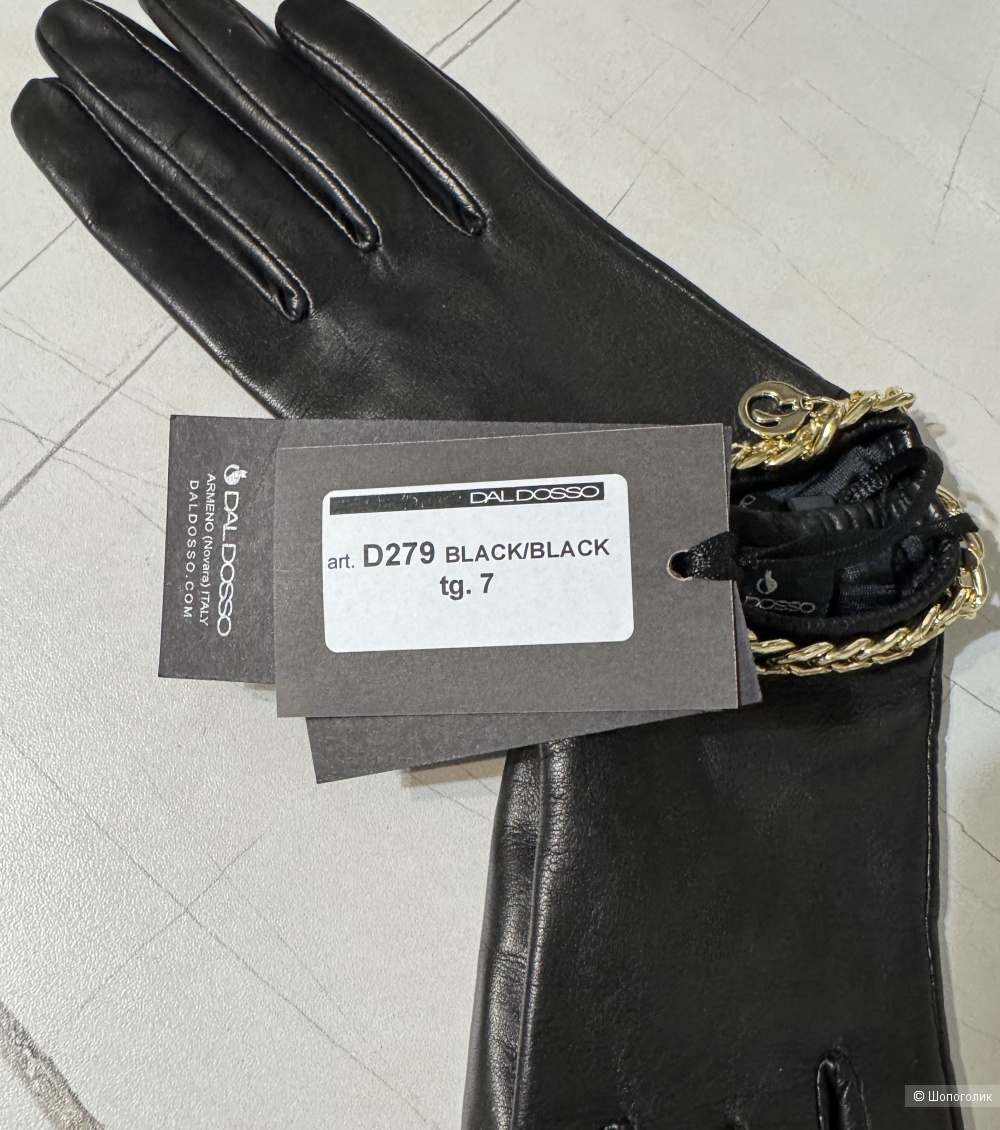 DAL DOSSO
ARMENO (Novara) ITALY
DALDOSSO.COM
DAL DOSSO
art. D279 BLACK/BLACK
tg. 7
DOSSO
© Шопоголик